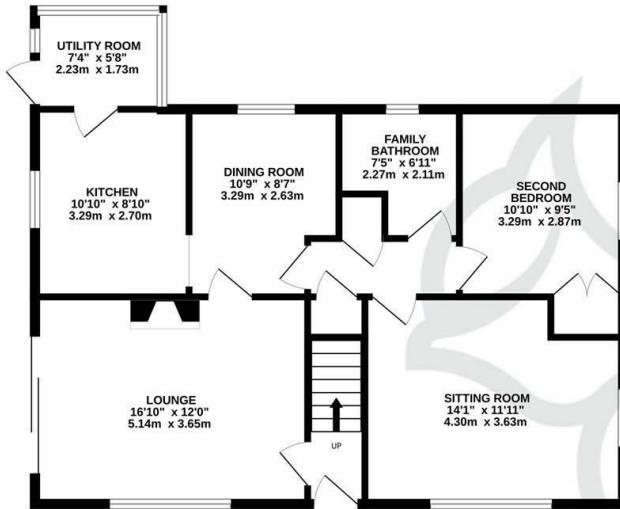 UTILITY ROOM
7'4" x 5'8"
2.23m x 1.73m
KITCHEN
10'10" x 8'10"
3.29m x 2.70m
DINING ROOM
10'9" x 8'7"
3.29m x 2.63m
FAMILY
BATHROOM
7'5" x 6'11"
2.27m x 2.11m
SECOND
BEDROOM
10'10" x 9'5"
3.29m x 2.87m
LOUNGE
16'10" x 12'0"
5.14m x 3.65m
UP
SITTING ROOM
14'1" x 11'11"
4.30m x 3.63m